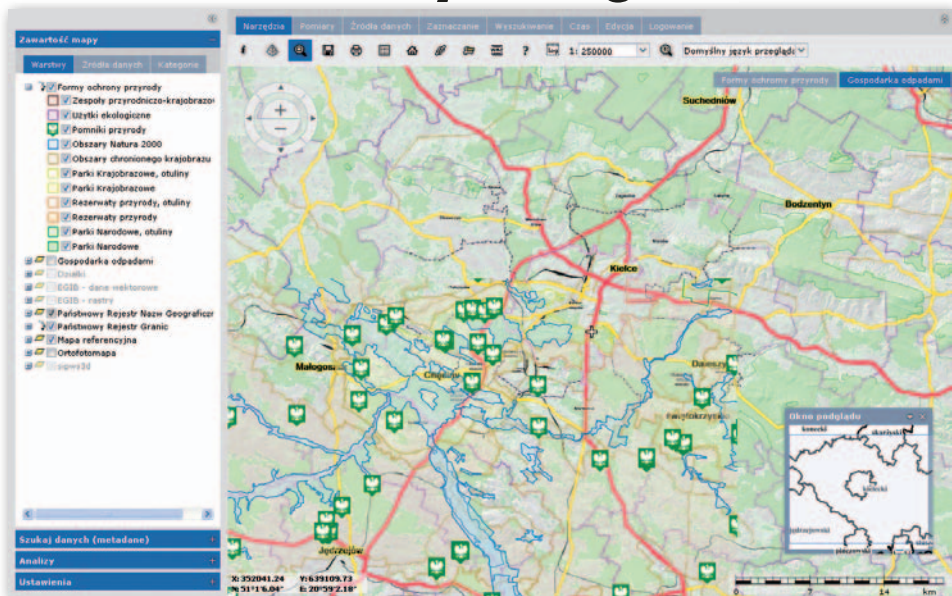 Zawartość mapy
Warstwy Źródła danych Kategorie
Formy ochrony przyrody
Zespoły przyrodniczo-krajobrazo
Użytki ekologiczne
Pomniki przyrody
Obszary Natura 2000
Obszary chronionego krajobrazu
Parki Krajobrazowe, otuliny
Parki Krajobrazowe
Rezerwaty przyrody, otuliny
Rezerwaty przyrody
Parki Narodowe, otuliny
Parki Narodowe
Gospodarka odpadami
Działki
EGIB - dane wektorowe
EGIB - rastry
Państwowy Rejestr Nazw Geograficzn
Państwowy Rejestr Granic
Mapa referencyjna
Ortofotomapa
Szukaj danych (metadane)
Analizy
Ustawienia
Narzędzia Pomiary Źródła danych Zaznaczanie Wyszukiwanie Czas Edycja Logowanie
1: 250000 Domyślny język przegląda
Formy ochrony przyrody Gospodarka odpadami
Suchedniów
Bodzentyn
Kielce
Małogosz
Chęciny
Daleszy
Jędrzejów
Okno podglądu
konecki
skarżyski
kielecki
X: 352041.24 Y: 639109.73
N: 51°1'6.04" E: 20°59'2.18"
0 7 14 km